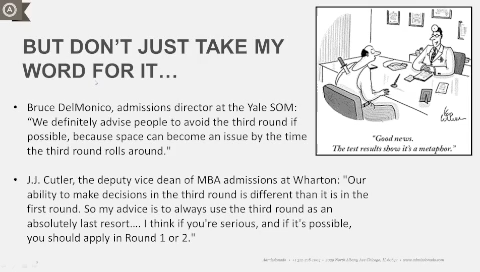 A
BUT DON'T JUST TAKE MY
WORD FOR IT...
• Bruce DelMonico, admissions director at the Yale SOM:
"We definitely advise people to avoid the third round if
possible, because space can become an issue by the time
the third round rolls around."
• J.J. Cutler, the deputy vice dean of MBA admissions at Wharton: "Our
ability to make decisions in the third round is different than it is in the
first round. So my advice is to always use the third round as an
absolutely last resort.... I think if you're serious, and if it's possible,
you should apply in Round 1 or 2."
Leo
Cullum
"Good news.
The test results show it's a metaphor."